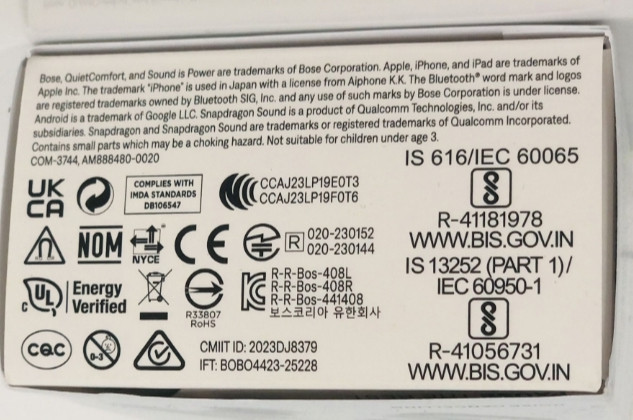 Bose, QuietComfort, and Sound is Power are trademarks of Bose Corporation. Apple, iPhone, and iPad are trademarks of
Apple Inc. The trademark "iPhone" is used in Japan with a license from Aiphone K.K. The Bluetooth® word mark and logos
are registered trademarks owned by Bluetooth SIG, Inc. and any use of such marks by Bose Corporation is under license.
Android is a trademark of Google LLC. Snapdragon Sound is a product of Qualcomm Technologies, Inc. and/or its
subsidiaries. Snapdragon and Snapdragon Sound are trademarks or registered trademarks of Qualcomm Incorporated.
Contains small parts which may be a choking hazard. Not suitable for children under age 3.
COM-3744, AM888480-0020
IS 616/IEC 60065
S
R-41181978
WWW.BIS.GOV.IN
IS 13252 (PART 1)/
IEC 60950-1
S
R-41056731
WWW.BIS.GOV.IN
UK
CA
COMPLIES WITH
IMDA STANDARDS
DB106547
CCAJ23LP19E0T3
CCAJ23LP19F0T6
N
NOM
NYCE
CE
R
020-230152
020-230144
c UL
Energy
Verified
R33807
RoHS
KC
R-R-Bos-408L
R-R-Bos-408R
R-R-Bos-441408
보스코리아 유한회사
CQC
0-3
CMIIT ID: 2023DJ8379
IFT: BOBO4423-25228